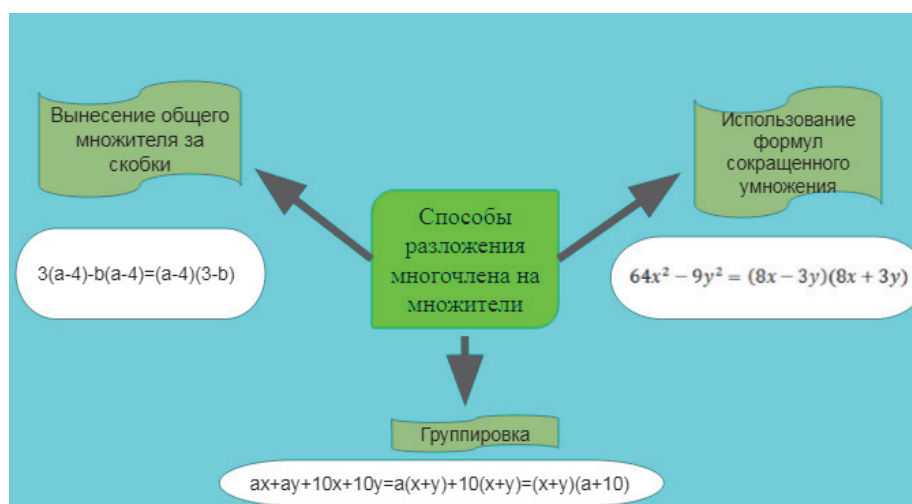 Вынесение общего
множителя за
скобки
3(a-4)-b(a-4)=(a-4)(3-b)
Способы
разложения
многочлена на
множители
Использование
формул
сокращенного
умножения
64x² − 9y² = (8x − 3y)(8x + 3y)
Группировка
ax+ay+10x+10y=a(x+y)+10(x+y)=(x+y)(a+10)